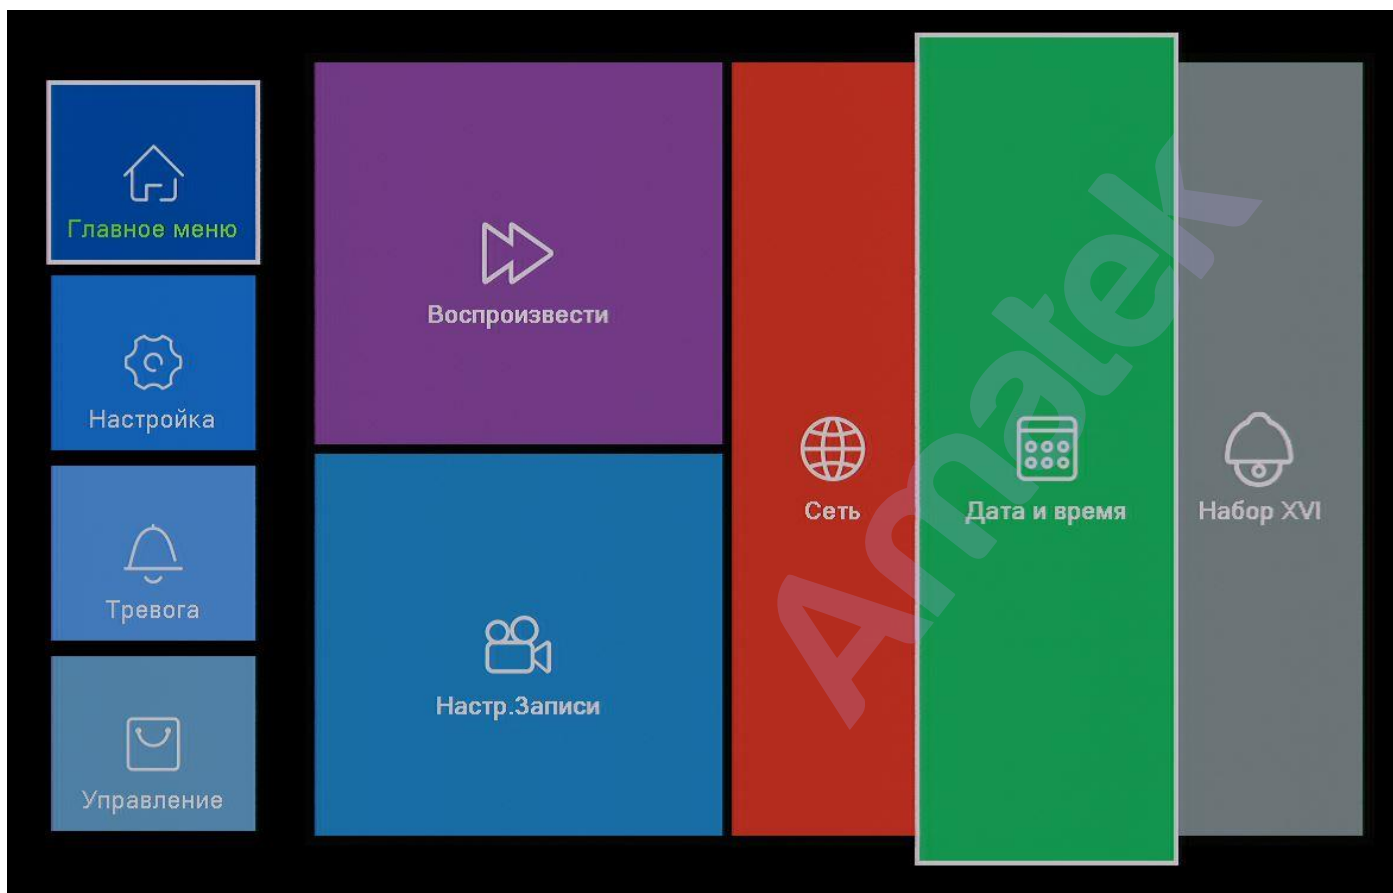 Главное меню
Настройка
Тревога
Управление
Воспроизвести
Настр.Записи
Сеть
Дата и время
Набор XVI
Amatek